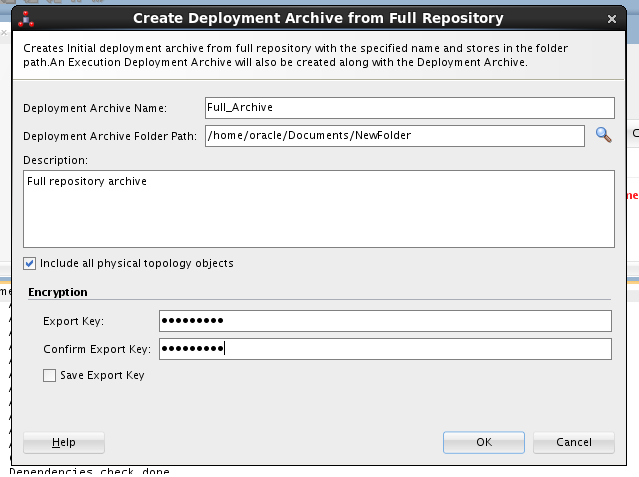 Create Deployment Archive from Full Repository
Creates Initial deployment archive from full repository with the specified name and stores in the folder
path.An Execution Deployment Archive will also be created along with the Deployment Archive.
Deployment Archive Name: Full_Archive
Deployment Archive Folder Path: /home/oracle/Documents/NewFolder
Description:
Full repository archive
Include all physical topology objects
Encryption
Export Key: •••••••••
Confirm Export Key: •••••••••
Save Export Key
Help OK Cancel
Dependencies check done